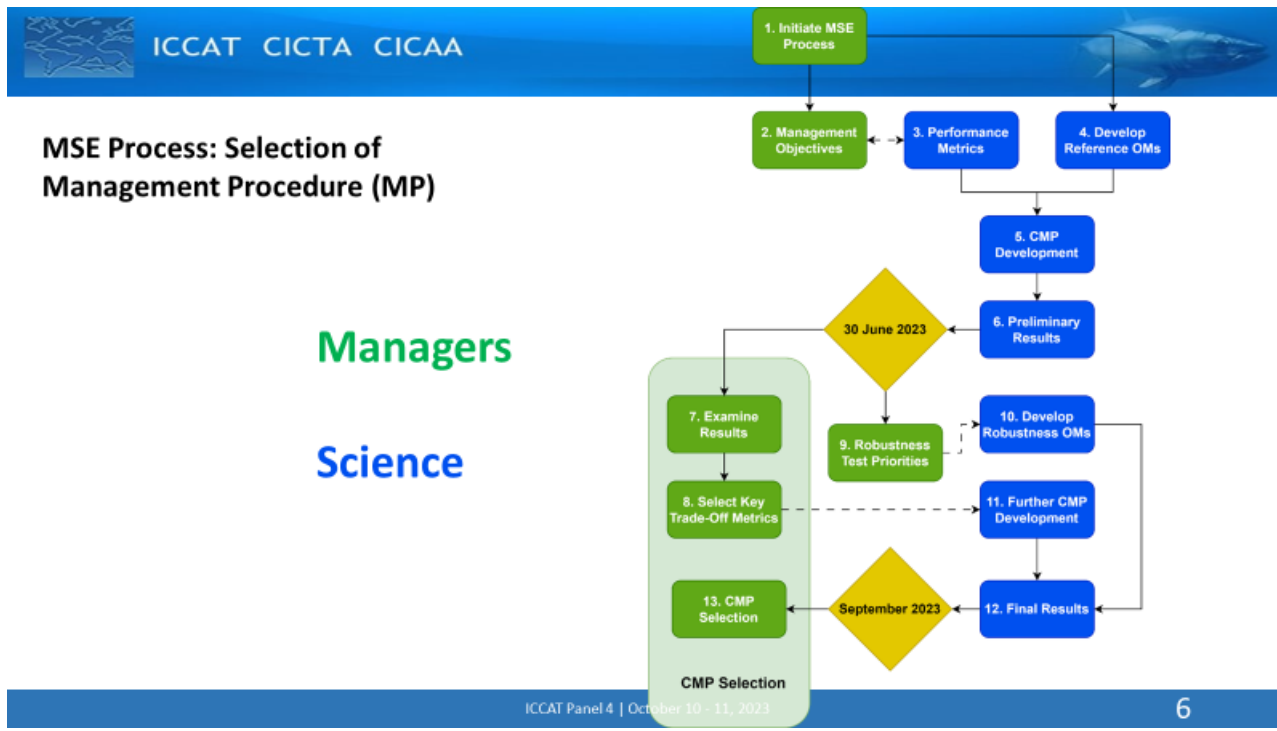 ICCAT CICTA CICAA
MSE Process: Selection of
Management Procedure (MP)
Managers
Science
1. Initiate MSE
Process
2. Management
Objectives
3. Performance
Metrics
4. Develop
Reference OMs
5. CMP
Development
6. Preliminary
Results
30 June 2023
7. Examine
Results
8. Select Key
Trade-Off Metrics
9. Robustness
Test Priorities
10. Develop
Robustness OMs
11. Further CMP
Development
12. Final Results
September 2023
13. CMP
Selection
CMP Selection
ICCAT Panel 4 | October 10 - 11, 2023
6